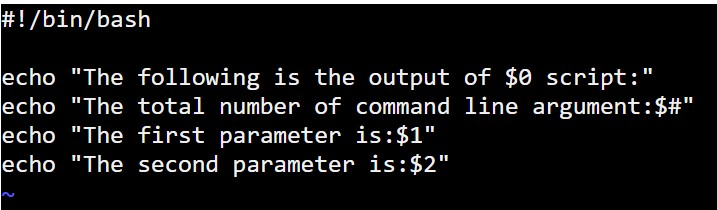 #!/bin/bash
echo "The following is the output of $0 script:"
echo "The total number of command line argument:$#"
echo "The first parameter is:$1"
echo "The second parameter is:$2"
~